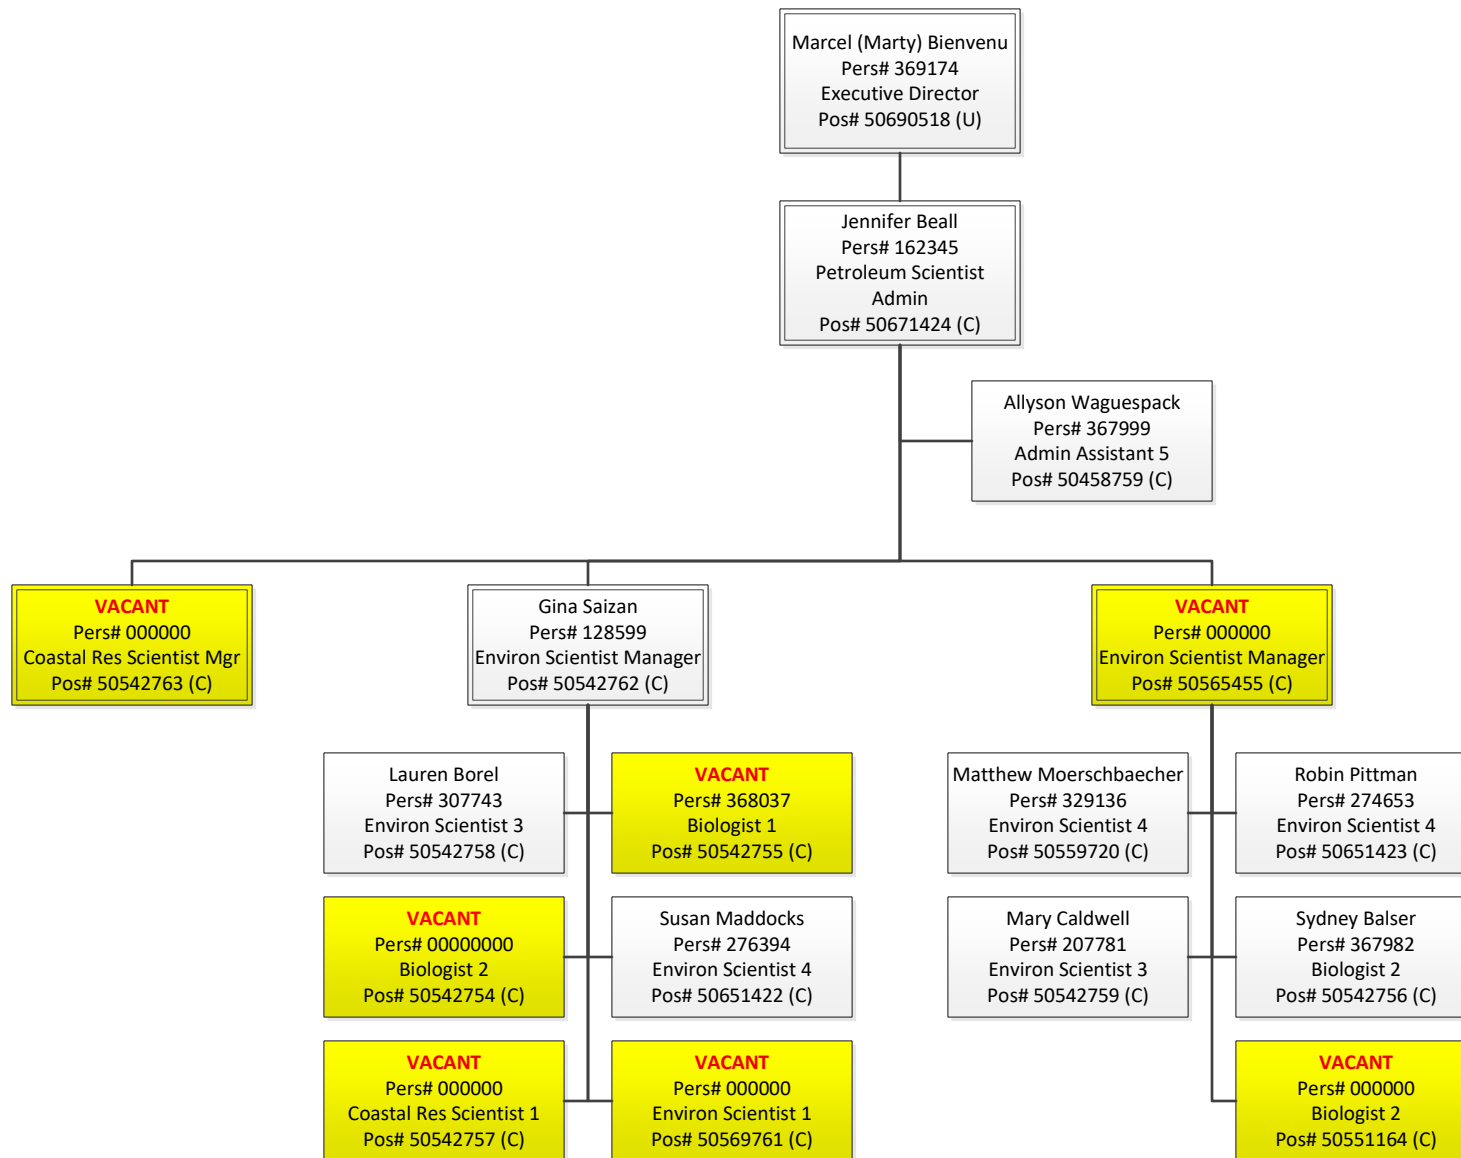 Marcel (Marty) Bienvenu
Pers# 369174
Executive Director
Pos# 50690518 (U)
Jennifer Beall
Pers# 162345
Petroleum Scientist
Admin
Pos# 50671424 (C)
Allyson Waguespack
Pers# 367999
Admin Assistant 5
Pos# 50458759 (C)
VACANT
Pers# 000000
Coastal Res Scientist Mgr
Pos# 50542763 (C)
Gina Saizan
Pers# 128599
Environ Scientist Manager
Pos# 50542762 (C)
VACANT
Pers# 000000
Environ Scientist Manager
Pos# 50565455 (C)
Lauren Borel
Pers# 307743
Environ Scientist 3
Pos# 50542758 (C)
VACANT
Pers# 368037
Biologist 1
Pos# 50542755 (C)
Matthew Moerschbaecher
Pers# 329136
Environ Scientist 4
Pos# 50559720 (C)
Robin Pittman
Pers# 274653
Environ Scientist 4
Pos# 50651423 (C)
VACANT
Pers# 00000000
Biologist 2
Pos# 50542754 (C)
Susan Maddocks
Pers# 276394
Environ Scientist 4
Pos# 50651422 (C)
Mary Caldwell
Pers# 207781
Environ Scientist 3
Pos# 50542759 (C)
Sydney Balser
Pers# 367982
Biologist 2
Pos# 50542756 (C)
VACANT
Pers# 000000
Coastal Res Scientist 1
Pos# 50542757 (C)
VACANT
Pers# 000000
Environ Scientist 1
Pos# 50569761 (C)
VACANT
Pers# 000000
Biologist 2
Pos# 50551164 (C)